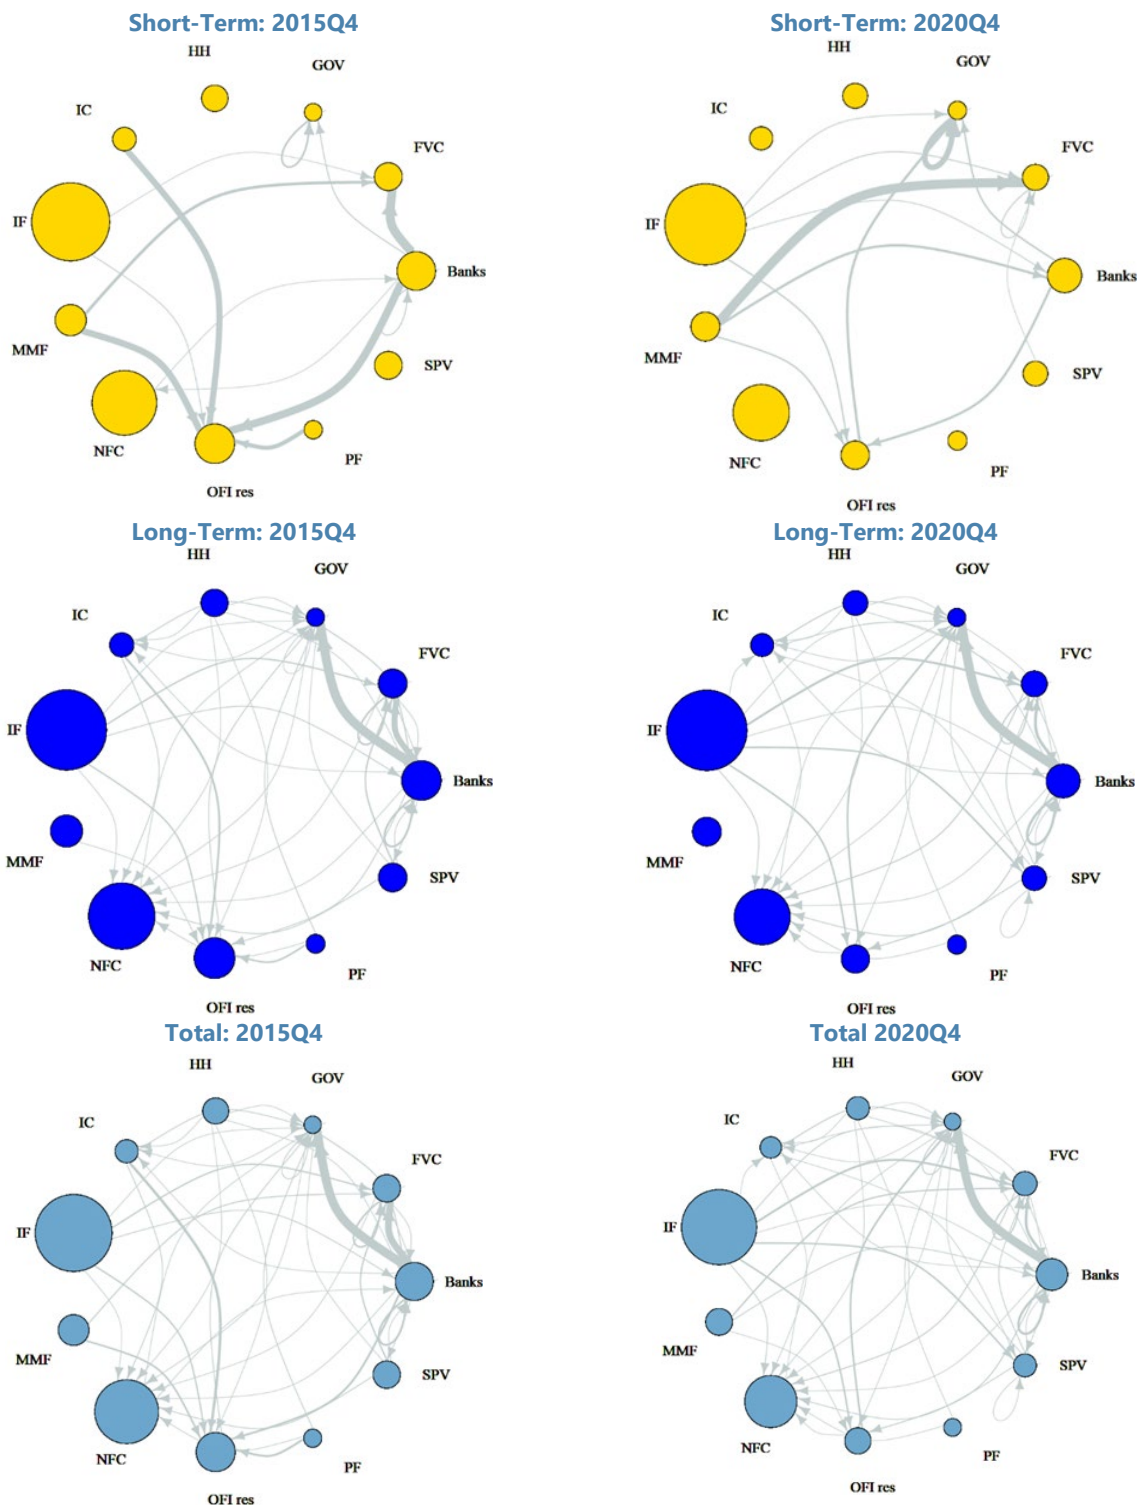 Short-Term: 2015Q4
HH
GOV
IC
FVC
IF
Banks
MMF
SPV
NFC
PF
OFI res
Short-Term: 2020Q4
HH
GOV
IC
FVC
IF
Banks
MMF
SPV
NFC
PF
OFI res
Long-Term: 2015Q4
HH
GOV
IC
FVC
IF
Banks
MMF
SPV
NFC
PF
OFI res
Long-Term: 2020Q4
HH
GOV
IC
FVC
IF
Banks
MMF
SPV
NFC
PF
OFI res
Total: 2015Q4
HH
GOV
IC
FVC
IF
Banks
MMF
SPV
NFC
PF
OFI res
Total 2020Q4
HH
GOV
IC
FVC
IF
Banks
MMF
SPV
NFC
PF
OFI res